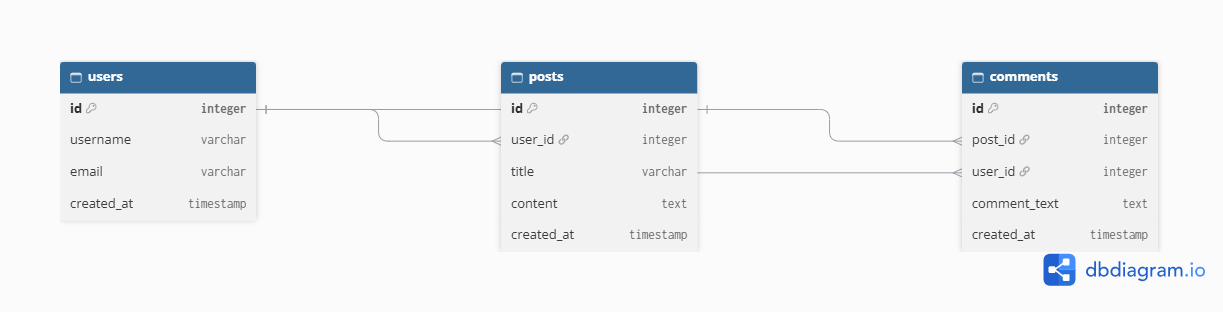 users
id integer
username varchar
email varchar
created_at timestamp
posts
id integer
user_id integer
title varchar
content text
created_at timestamp
comments
id integer
post_id integer
user_id integer
comment_text text
created_at timestamp
dbdiagram.io